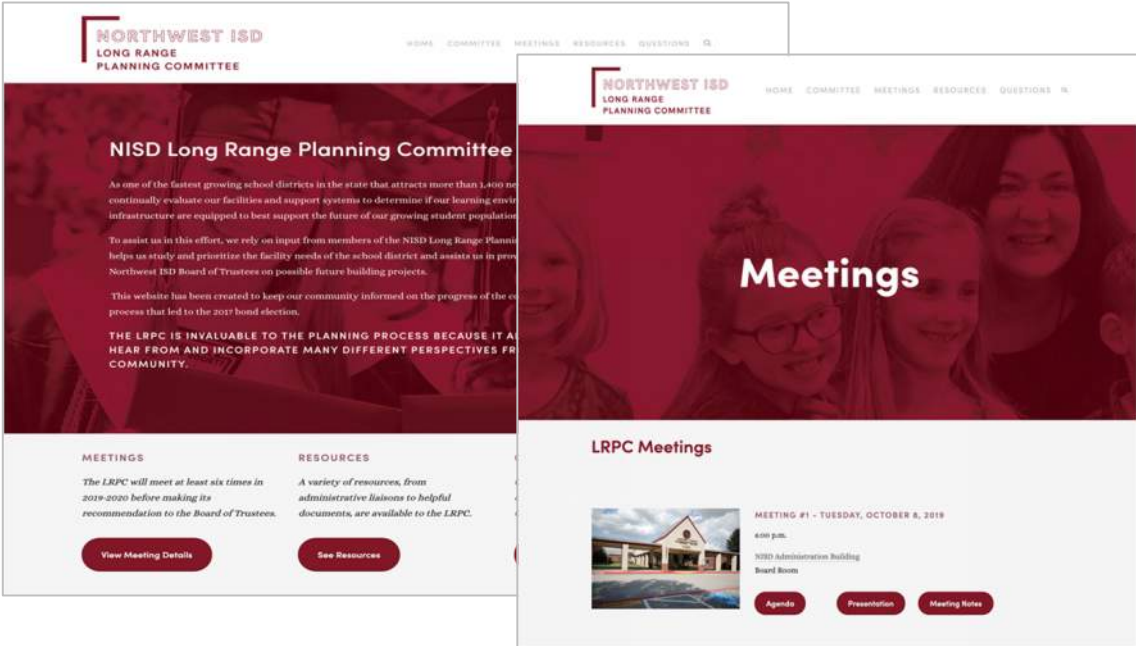 NORTHWEST ISD
LONG RANGE
PLANNING COMMITTEE
HOME COMMITTEE MEETINGS RESOURCES QUESTIONS
NISD Long Range Planning Committee
As one of the fastest growing school districts in the state that attracts more than 1,400 ne
continually evaluate our facilities and support systems to determine if our learning envir
infrastructure are equipped to best support the future of our growing student population
To assist us in this effort, we rely on input from members of the NISD Long Range Plannin
helps us study and prioritize the facility needs of the school district and assists us in prov
Northwest ISD Board of Trustees on possible future building projects.
This website has been created to keep our community informed on the progress of the co
process that led to the 2017 bond election.
THE LRPC IS INVALUABLE TO THE PLANNING PROCESS BECAUSE IT AL
HEAR FROM AND INCORPORATE MANY DIFFERENT PERSPECTIVES FR
COMMUNITY.
MEETINGS
The LRPC will meet at least six times in
2019-2020 before making its
recommendation to the Board of Trustees.
View Meeting Details
RESOURCES
A variety of resources, from
administrative liaisons to helpful
documents, are available to the LRPC.
See Resources
NORTHWEST ISD
LONG RANGE
PLANNING COMMITTEE
HOME COMMITTEE MEETINGS RESOURCES QUESTIONS
Meetings
LRPC Meetings
MEETING #1 - TUESDAY, OCTOBER 8, 2019
6:00 p.m.
NISD Administration Building
Board Room
Agenda
Presentation
Meeting Notes